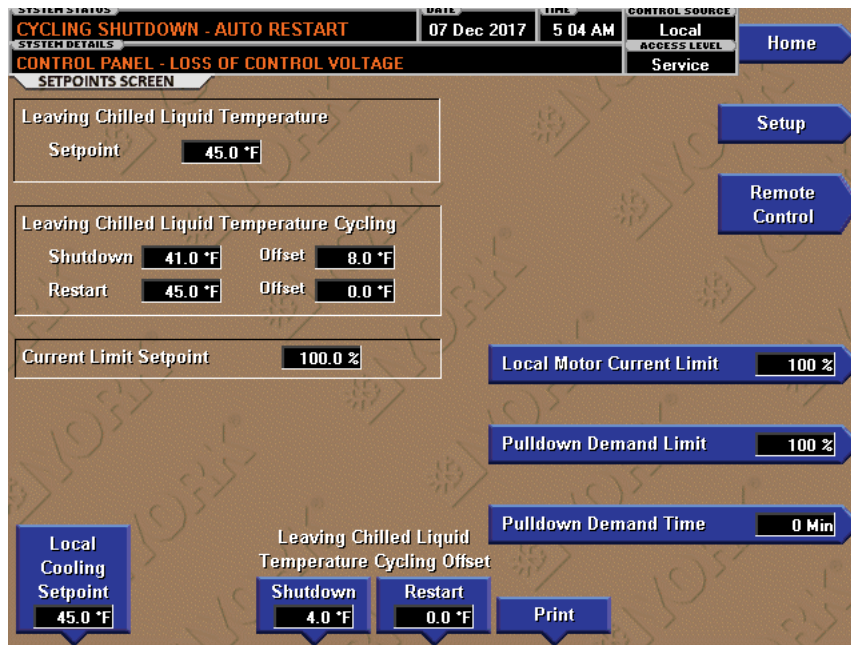 SYSTEM STATUS
CYCLING SHUTDOWN - AUTO RESTART
DATE
07 Dec 2017
TIME
5 04 AM
CONTROL SOURCE
Local
SYSTEM DETAILS
CONTROL PANEL - LOSS OF CONTROL VOLTAGE
ACCESS LEVEL
Service
Home
SETPOINTS SCREEN
Leaving Chilled Liquid Temperature
Setpoint 45.0 °F
Setup
Remote
Control
Leaving Chilled Liquid Temperature Cycling
Shutdown 41.0 °F Offset 8.0 °F
Restart 45.0 °F Offset 0.0 °F
Current Limit Setpoint 100.0 %
Local Motor Current Limit 100 %
Pulldown Demand Limit 100 %
Pulldown Demand Time 0 Min
Local
Cooling
Setpoint
45.0 °F
Leaving Chilled Liquid
Temperature Cycling Offset
Shutdown
4.0 °F
Restart
0.0 °F
Print
YORK